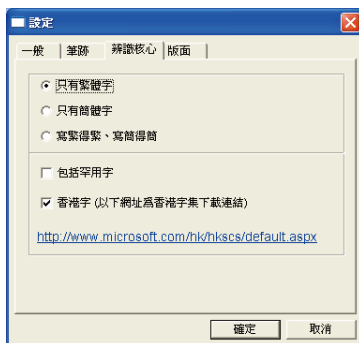 設定
一般 筆跡 辨識核心 版面
只有繁體字
只有簡體字
寫繁得繁、寫簡得簡
包括罕用字
香港字 (以下網址爲香港字集下載連結)
http://www.microsoft.com/hk/hkscs/default.aspx
確定 取消